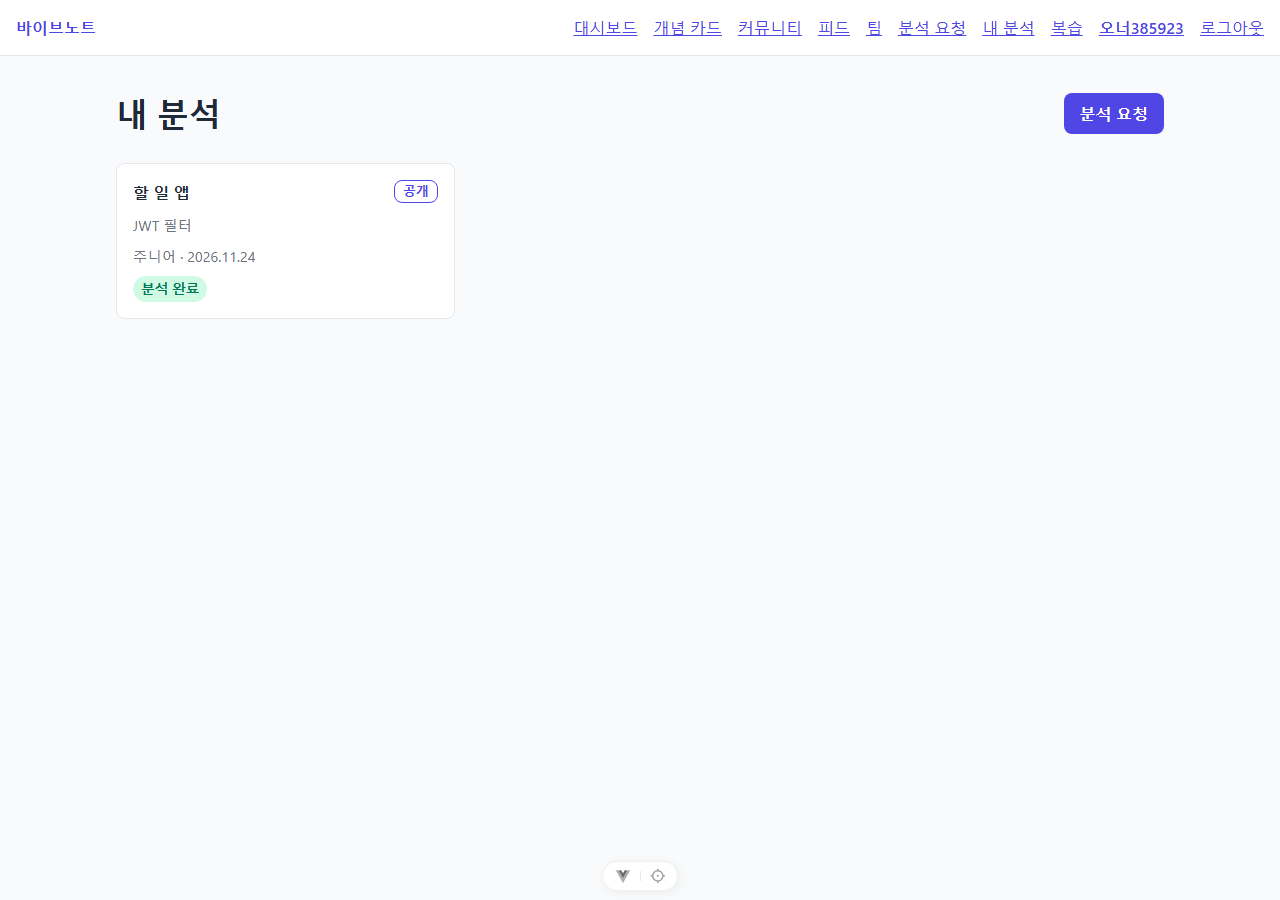 바이브노트
대시보드 개념 카드 커뮤니티 피드 팀 분석 요청 내 분석 복습 오너385923 로그아웃
내 분석
분석 요청
할 일 앱
공개
JWT 필터
주니어 · 2026.11.24
분석 완료